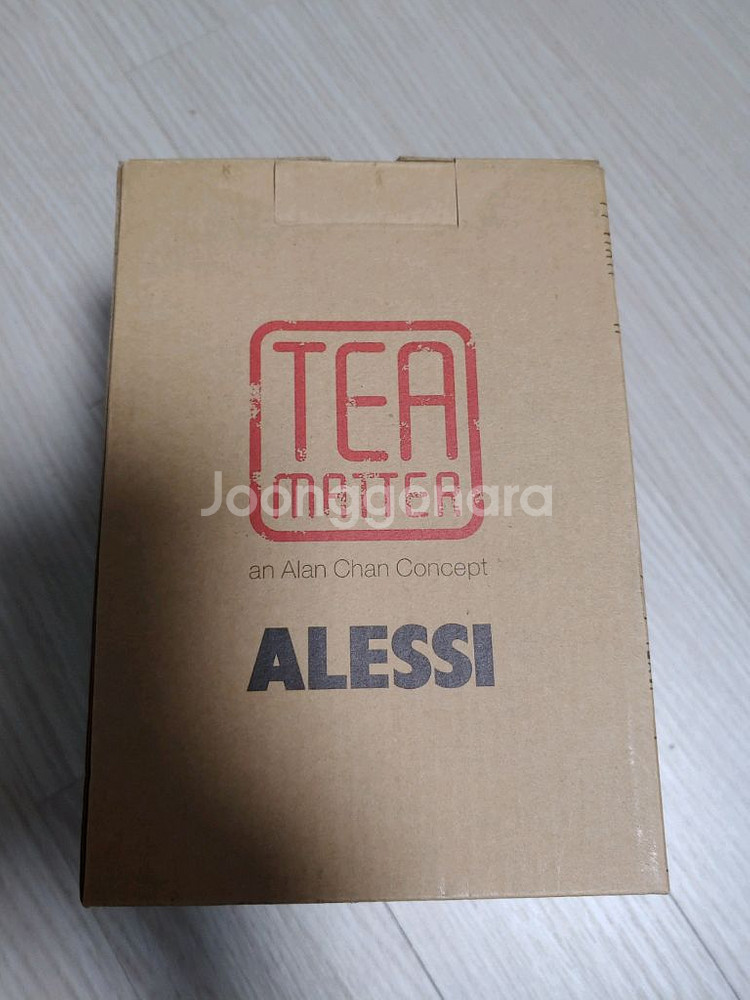 TEA
MATTER
Joonggonara
an Alan Chan Concept
ALESSI